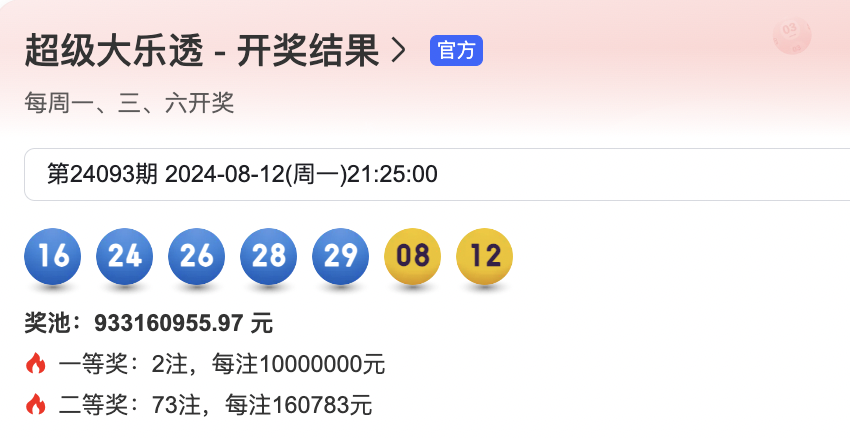 超级大乐透 - 开奖结果 > 官方
每周一、三、六开奖
第24093期 2024-08-12(周一)21:25:00
16 24 26 28 29 08 12
奖池：933160955.97 元
一等奖：2注，每注10000000元
二等奖：73注，每注160783元